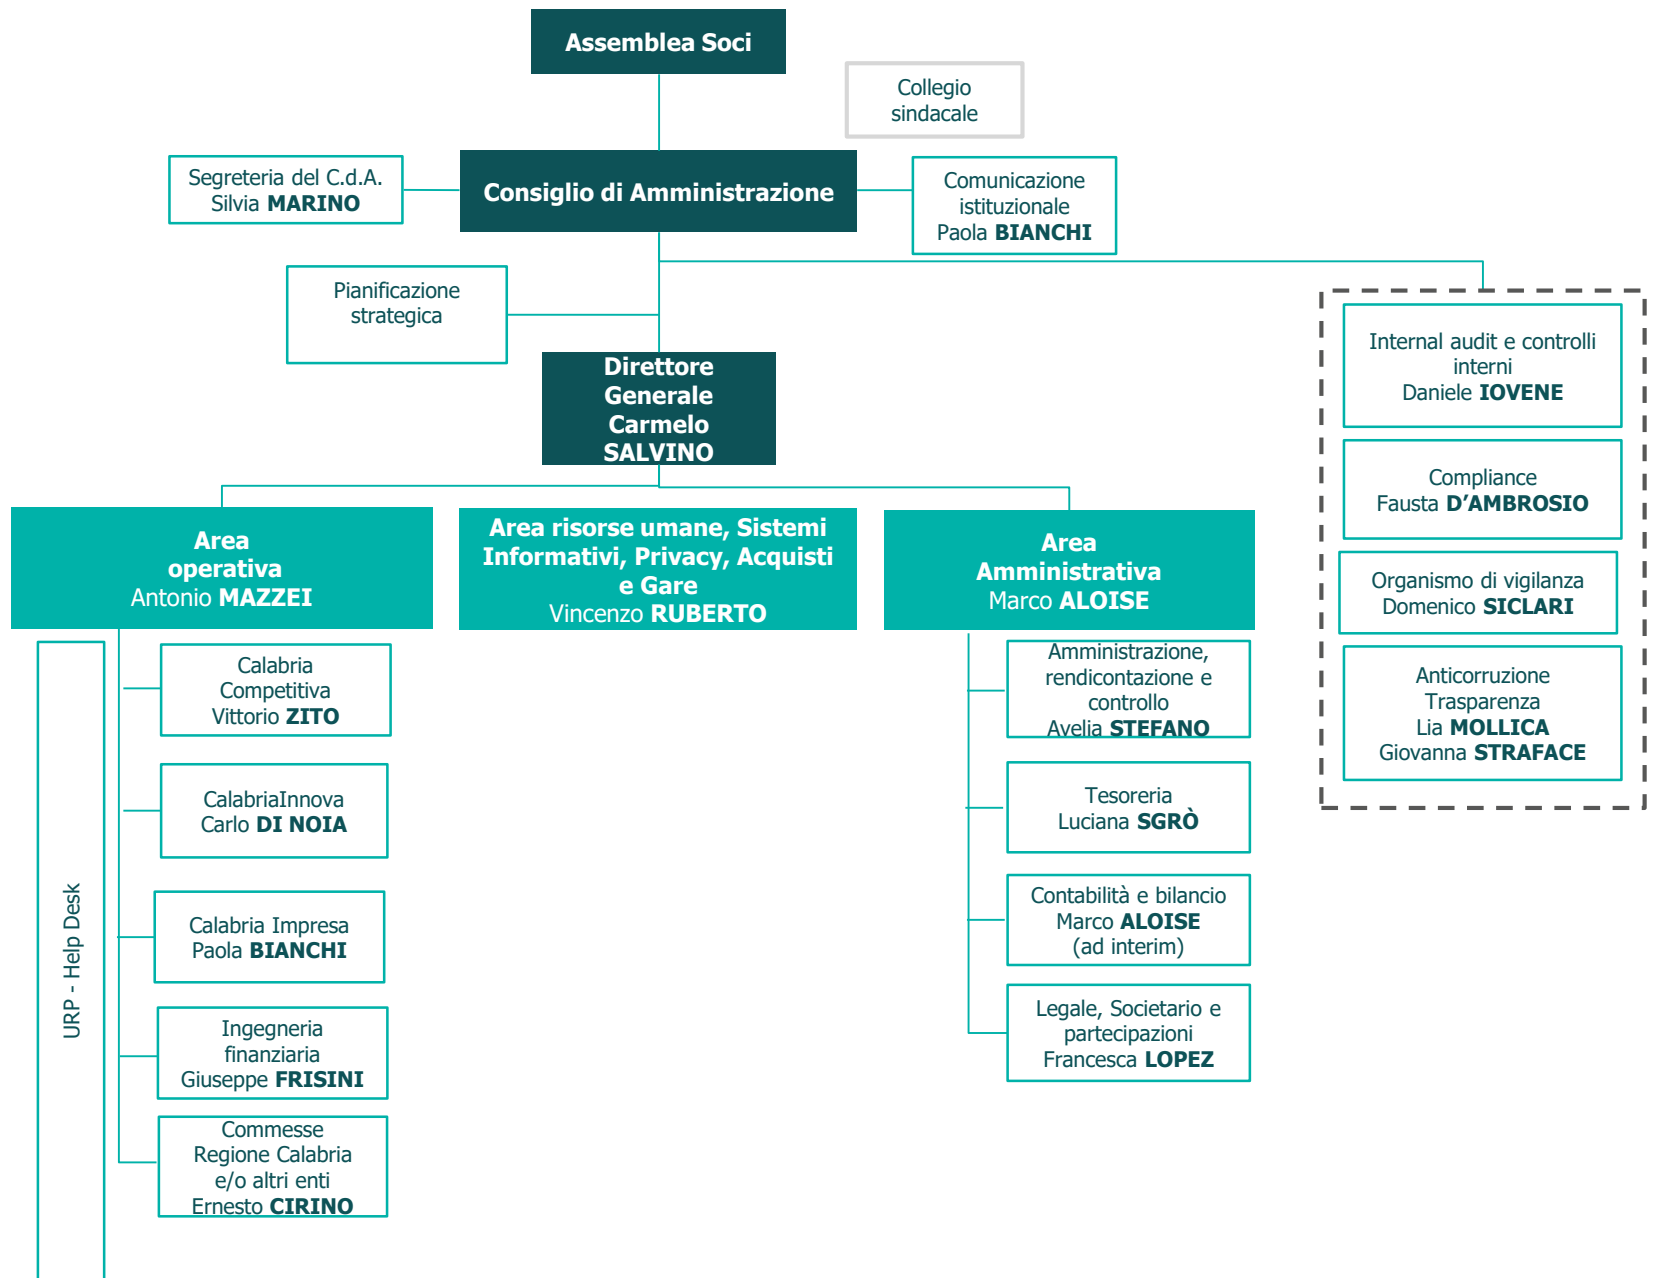 Assemblea Soci
Collegio
sindacale
Segreteria del C.d.A.
Silvia MARINO
Consiglio di Amministrazione
Comunicazione
istituzionale
Paola BIANCHI
Pianificazione
strategica
Direttore
Generale
Carmelo
SALVINO
Internal audit e controlli
interni
Daniele IOVENE
Compliance
Fausta D’AMBROSIO
Organismo di vigilanza
Domenico SICLARI
Anticorruzione
Trasparenza
Lia MOLLICA
Giovanna STRAFACE
Area
operativa
Antonio MAZZEI
Area risorse umane, Sistemi
Informativi, Privacy, Acquisti
e Gare
Vincenzo RUBERTO
Area
Amministrativa
Marco ALOISE
URP - Help Desk
Calabria
Competitiva
Vittorio ZITO
CalabriaInnova
Carlo DI NOIA
Calabria Impresa
Paola BIANCHI
Ingegneria
finanziaria
Giuseppe FRISINI
Commesse
Regione Calabria
e/o altri enti
Ernesto CIRINO
Amministrazione,
rendicontazione e
controllo
Avelia STEFANO
Tesoreria
Luciana SGRÒ
Contabilità e bilancio
Marco ALOISE
(ad interim)
Legale, Societario e
partecipazioni
Francesca LOPEZ